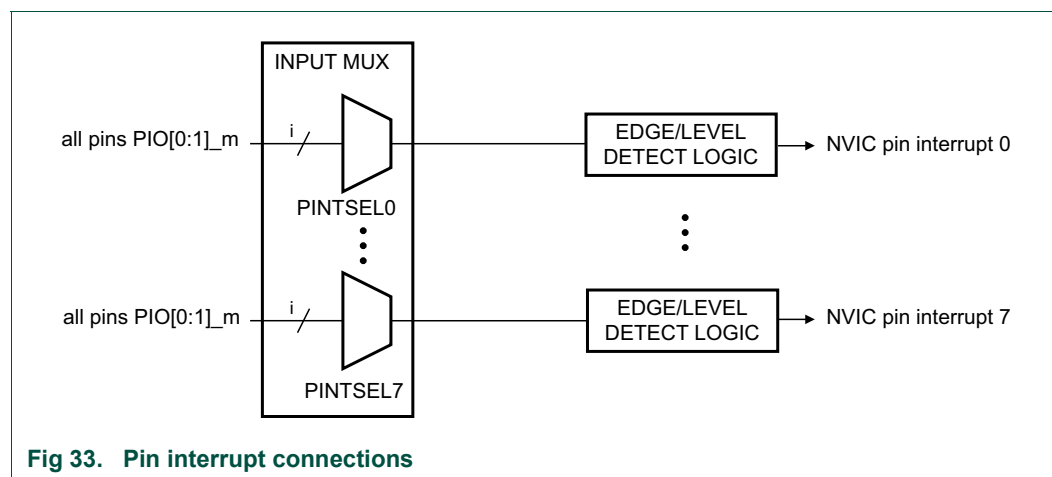 INPUT MUX
all pins PIO[0:1]_m
i
PINTSEL0
EDGE/LEVEL
DETECT LOGIC
NVIC pin interrupt 0
all pins PIO[0:1]_m
i
PINTSEL7
EDGE/LEVEL
DETECT LOGIC
NVIC pin interrupt 7
Fig 33. Pin interrupt connections